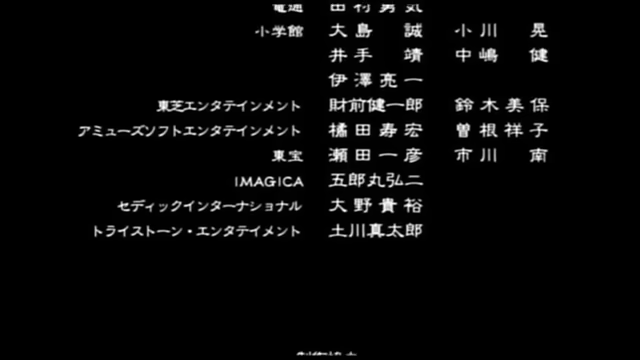 電通 田村勇気
小学館 大島誠 小川晃
井手靖 中嶋健
伊澤亮一
東芝エンタテインメント 財前健一郎 鈴木美保
アミューズソフトエンタテインメント 橘田寿宏 曽根祥子
東宝 瀬田一彦 市川南
IMAGICA 五郎丸弘二
セディックインターナショナル 大野貴裕
トライストーン・エンタテイメント 土川真太郎